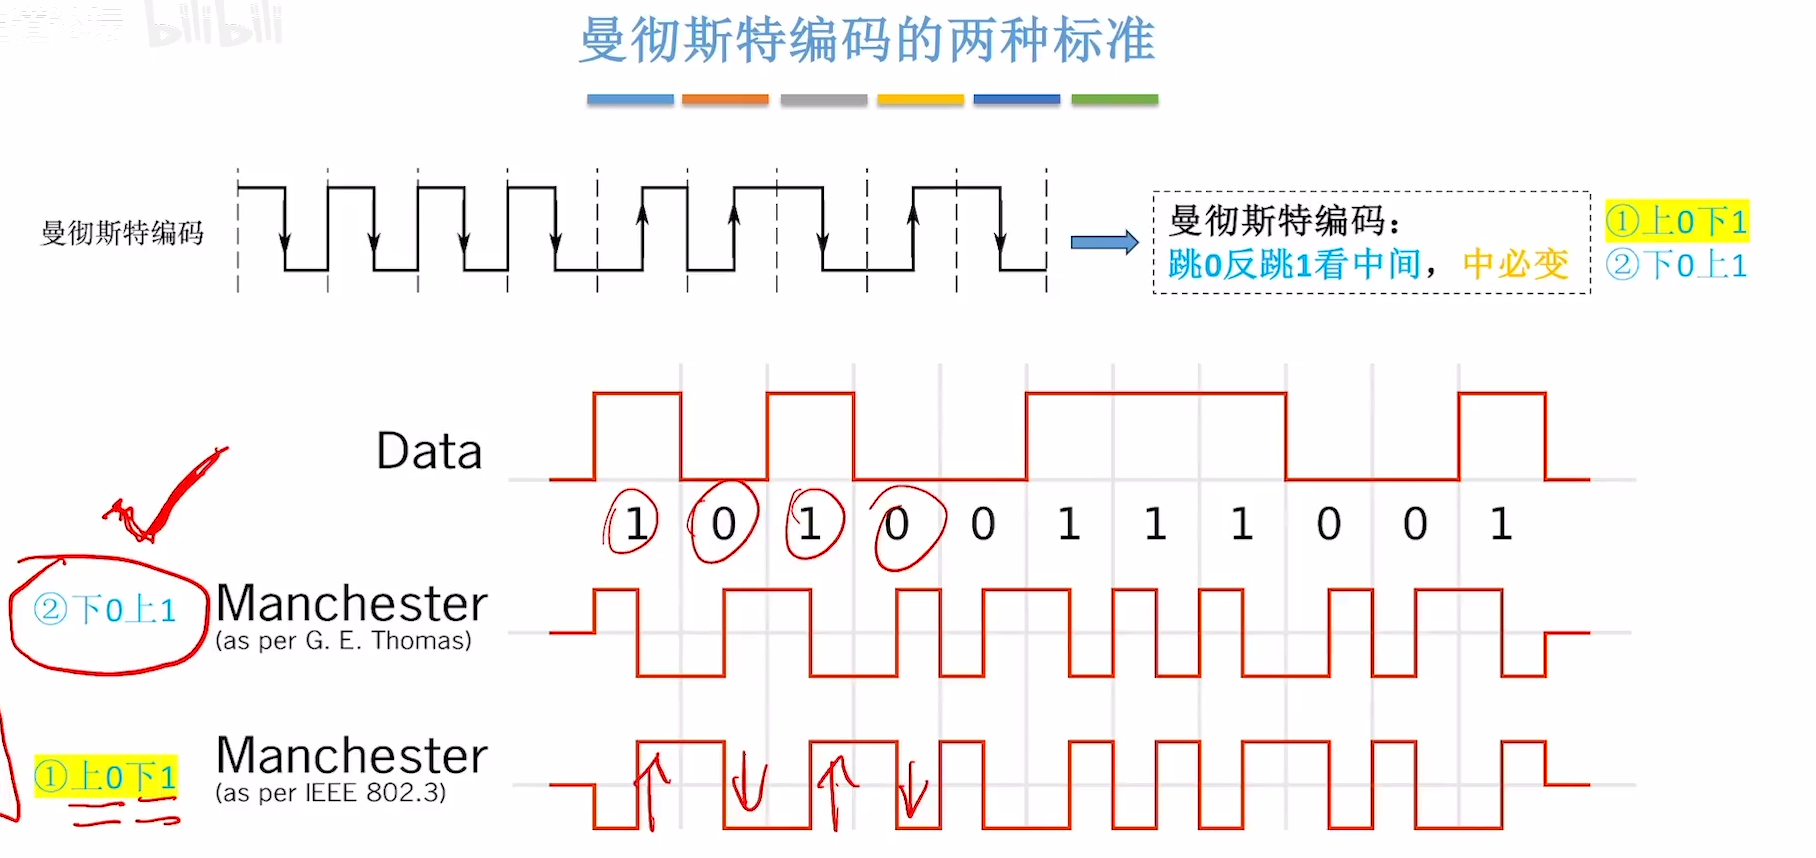 bilibili
曼彻斯特编码的两种标准
曼彻斯特编码
曼彻斯特编码：
跳0反跳1看中间，中必变
①上0下1
②下0上1
Data
1 0 1 0 0 1 1 1 0 0 1
②下0上1
Manchester
(as per G. E. Thomas)
①上0下1
Manchester
(as per IEEE 802.3)